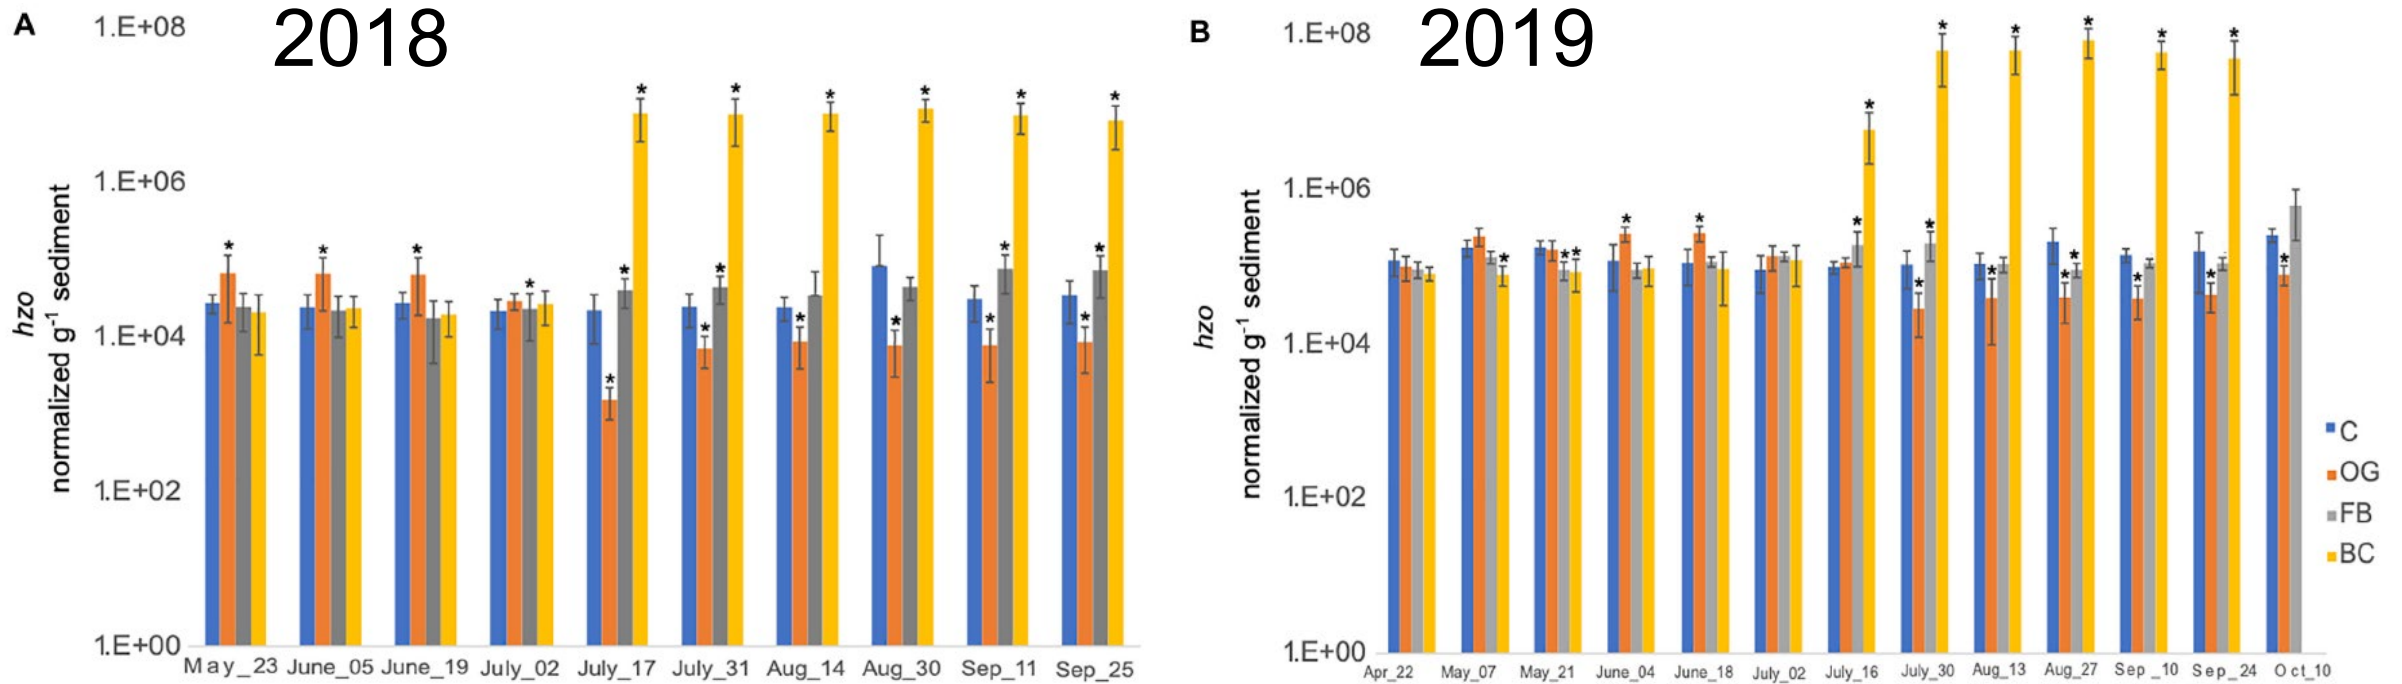 A
2018
1.E+08
1.E+06
1.E+04
1.E+02
1.E+00
hzo
normalized g-1 sediment
* * * * * * * * * * * * * * * * * * * *
May_23 June_05 June_19 July_02 July_17 July_31 Aug_14 Aug_30 Sep_11 Sep_25
B
2019
1.E+08
1.E+06
1.E+04
1.E+02
1.E+00
hzo
normalized g-1 sediment
* * * * * * * * * * * * * * * * * * * *
Apr_22 May_07 May_21 June_04 June_18 July_02 July_16 July_30 Aug_13 Aug_27 Sep_10 Sep_24 Oct_10
C
OG
FB
BC